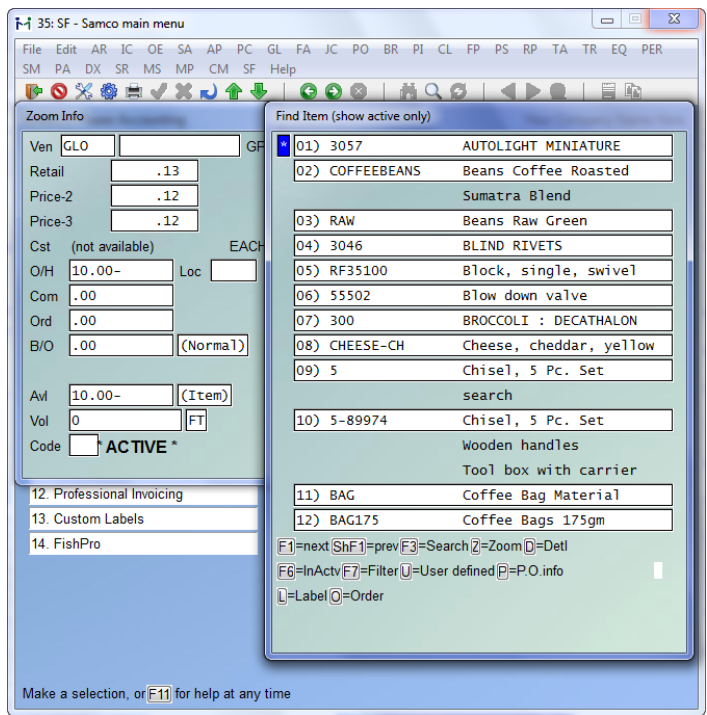 35: SF - Samco main menu
File Edit AR IC OE SA AP PC GL FA JC PO BR PI CL FP PS RP TA TR EQ PER
SM PA DX SR MS MP CM SF Help
Zoom Info
Ven GLO
Retail .13
Price-2 .12
Price-3 .12
Cst (not available) EACH
O/H 10.00- Loc
Com .00
Ord .00
B/O .00 (Normal)
Avl 10.00- (Item)
Vol 0 FT
Code * ACTIVE *
12. Professional Invoicing
13. Custom Labels
14. FishPro
Find Item (show active only)
* 01) 3057 AUTOLIGHT MINIATURE
02) COFFEEBEANS Beans Coffee Roasted
Sumatra Blend
03) RAW Beans Raw Green
04) 3046 BLIND RIVETS
05) RF35100 Block, single, swivel
06) 55502 Blow down valve
07) 300 BROCCOLI : DECATHALON
08) CHEESE-CH Cheese, cheddar, yellow
09) 5 Chisel, 5 Pc. Set
search
10) 5-89974 Chisel, 5 Pc. Set
Wooden handles
Tool box with carrier
11) BAG Coffee Bag Material
12) BAG175 Coffee Bags 175gm
F1=next ShF1=prev F3=Search Z=Zoom D=Detl
F6=InActv F7=Filter U=User defined P=P.O.info
L=Label O=Order
Make a selection, or F11 for help at any time